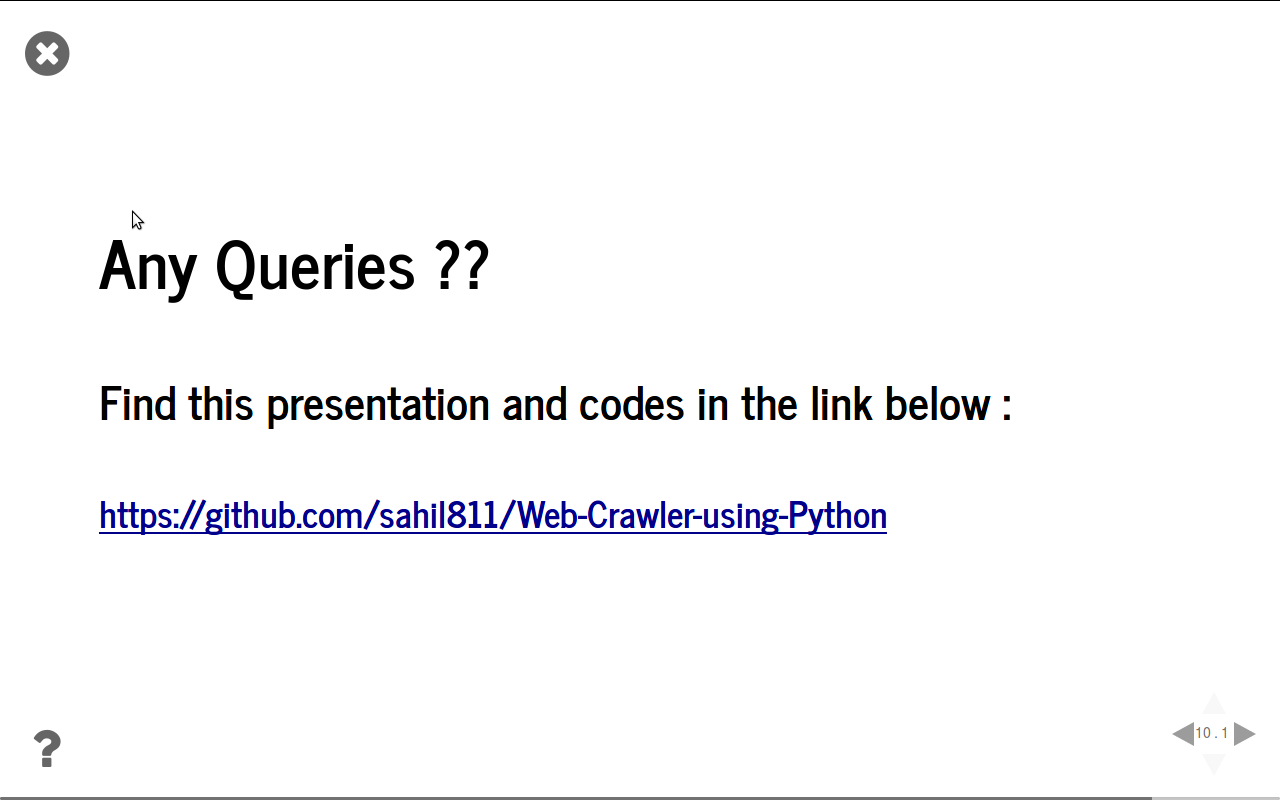 Any Queries ??
Find this presentation and codes in the link below :
https://github.com/sahil811/Web-Crawler-using-Python
?
10 . 1